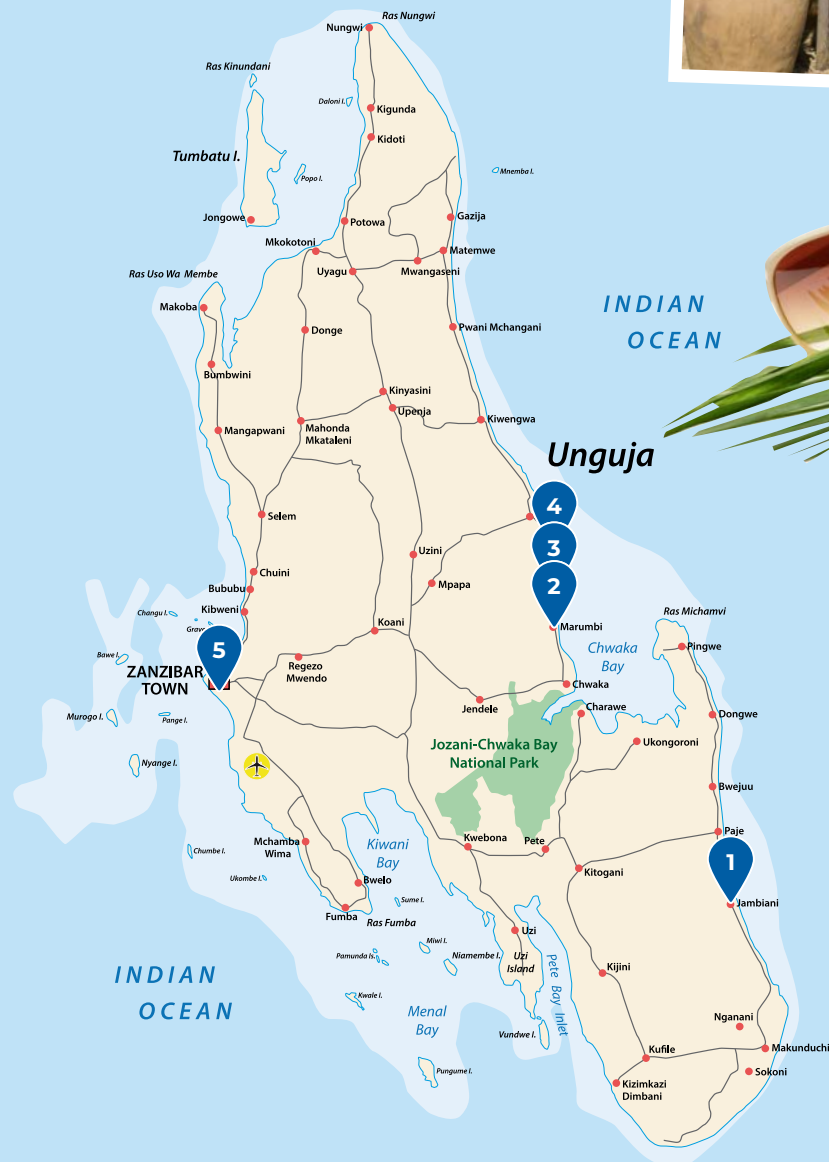 Ras Nungwi
Nungwi
Ras Kinundani
Daloni I.
Kigunda
Kidoti
Tumbatu I.
Popo I.
Mnemba I.
Jongowe
Potowa
Gazija
Mkokotoni
Matemwe
Uyagu
Mwangaseni
Ras Uso Wa Membe
Makoba
INDIAN
OCEAN
Donge
Pwani Mchangani
Bumbwini
Kinyasini
Upenja
Mangapwani
Mahonda
Mkataleni
Kiwengwa
Unguja
4
Selem
3
Uzini
Chuini
Mpapa
2
Bububu
Kibweni
Changu I.
Ras Michamvi
Koani
Marumbi
5
Chwaka
Bay
Pingwe
Bawe I.
Regezo
Mwendo
ZANZIBAR
TOWN
Chwaka
Jendele
Murogo I.
Pange I.
Charawe
Dongwe
Jozani-Chwaka Bay
National Park
Ukongoroni
Nyange I.
Bwejuu
Paje
Mchamba
Wima
Kwebona
Pete
Chumbe I.
Kiwani
Bay
1
Kitogani
Ukombe I.
Bwelo
Jambiani
Sume I.
Fumba
Ras Fumba
Uzi
Miwi I.
Pamunda Is.
Niamembe I.
Uzi
Island
Pete Bay Inlet
Kijini
INDIAN
OCEAN
Kwale I.
Menal
Bay
Nganani
Vundwe I.
Kufile
Makunduchi
Pungume I.
Sokoni
Kizimkazi
Dimbani